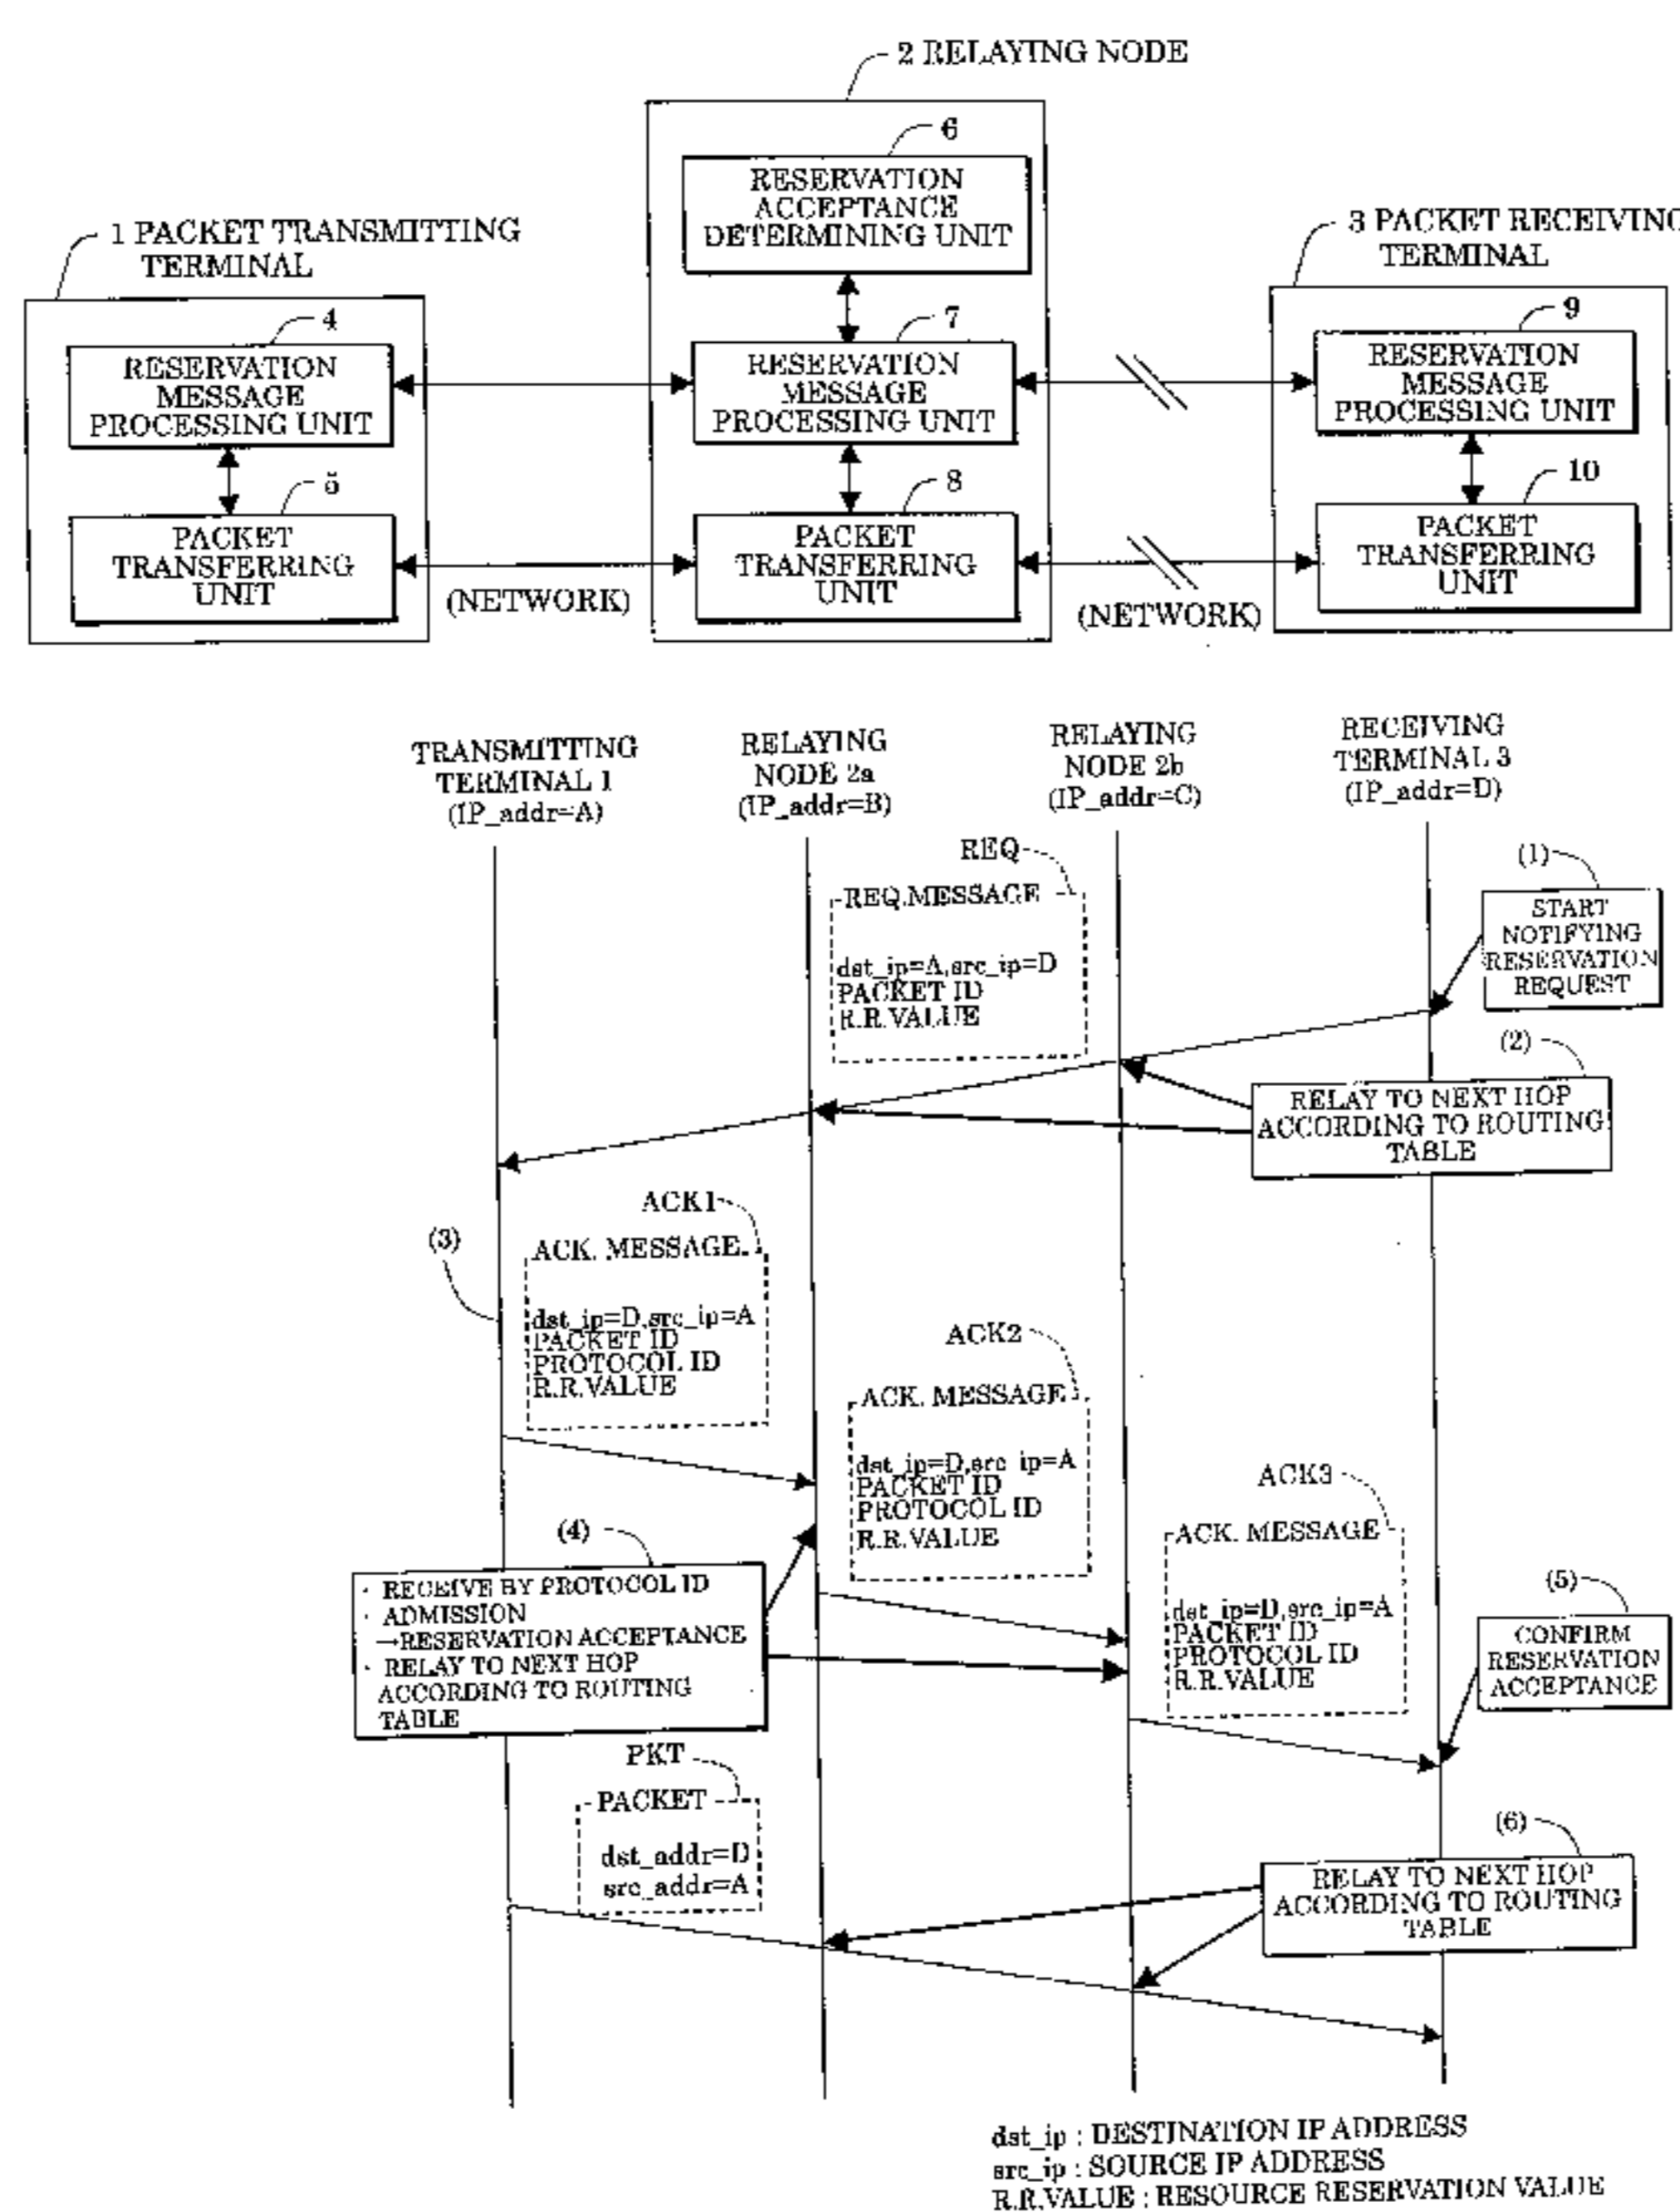 2 RELAYING NODE
6
RESERVATION
ACCEPTANCE
DETERMINING UNIT
1 PACKET TRANSMITTING
TERMINAL
3 PACKET RECEIVING
TERMINAL
4
RESERVATION
MESSAGE
PROCESSING UNIT
7
RESERVATION
MESSAGE
PROCESSING UNIT
9
RESERVATION
MESSAGE
PROCESSING UNIT
5
PACKET
TRANSFERRING
UNIT
8
PACKET
TRANSFERRING
UNIT
10
PACKET
TRANSFERRING
UNIT
(NETWORK)
(NETWORK)
TRANSMITTING
TERMINAL 1
(IP_addr=A)
RELAYING
NODE 2a
(IP_addr=B)
RELAYING
NODE 2b
(IP_addr=C)
RECEIVING
TERMINAL 3
(IP_addr=D)
REQ
REQ.MESSAGE
dst_ip=A,src_ip=D
PACKET ID
R.R.VALUE
(1)
START
NOTIFYING
RESERVATION
REQUEST
(2)
RELAY TO NEXT HOP
ACCORDING TO ROUTING
TABLE
(3)
ACK1
ACK. MESSAGE
dst_ip=D,src_ip=A
PACKET ID
PROTOCOL ID
R.R.VALUE
ACK2
ACK. MESSAGE
dst_ip=D,src_ip=A
PACKET ID
PROTOCOL ID
R.R.VALUE
ACK3
ACK. MESSAGE
dst_ip=D,src_ip=A
PACKET ID
PROTOCOL ID
R.R.VALUE
(4)
· RECEIVE BY PROTOCOL ID
· ADMISSION
→RESERVATION ACCEPTANCE
· RELAY TO NEXT HOP
ACCORDING TO ROUTING
TABLE
(5)
CONFIRM
RESERVATION
ACCEPTANCE
PKT
PACKET
dst_addr=D
src_addr=A
(6)
RELAY TO NEXT HOP
ACCORDING TO ROUTING
TABLE
dst_ip : DESTINATION IP ADDRESS
src_ip : SOURCE IP ADDRESS
R.R.VALUE : RESOURCE RESERVATION VALUE